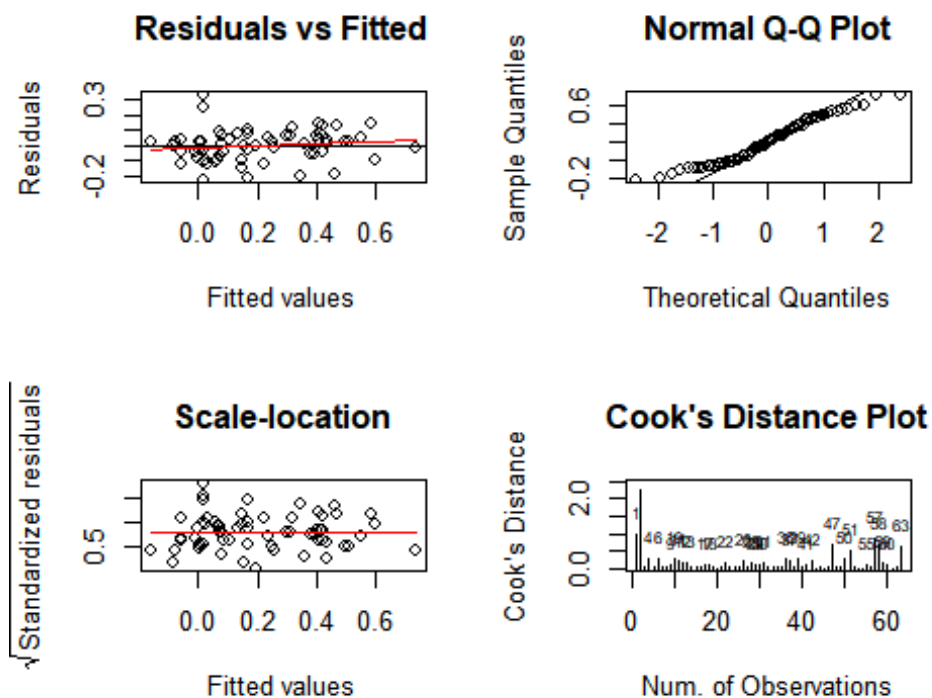 Residuals vs Fitted
Residuals
0.3
-0.2
0.0 0.2 0.4 0.6
Fitted values
Normal Q-Q Plot
Sample Quantiles
0.6
-0.2
-2 -1 0 1 2
Theoretical Quantiles
Scale-location
√Standardized residuals
0.5
0.0 0.2 0.4 0.6
Fitted values
Cook's Distance Plot
Cook's Distance
2.0
0.0
1
46
22
47
50
51
57
58
63
0 20 40 60
Num. of Observations